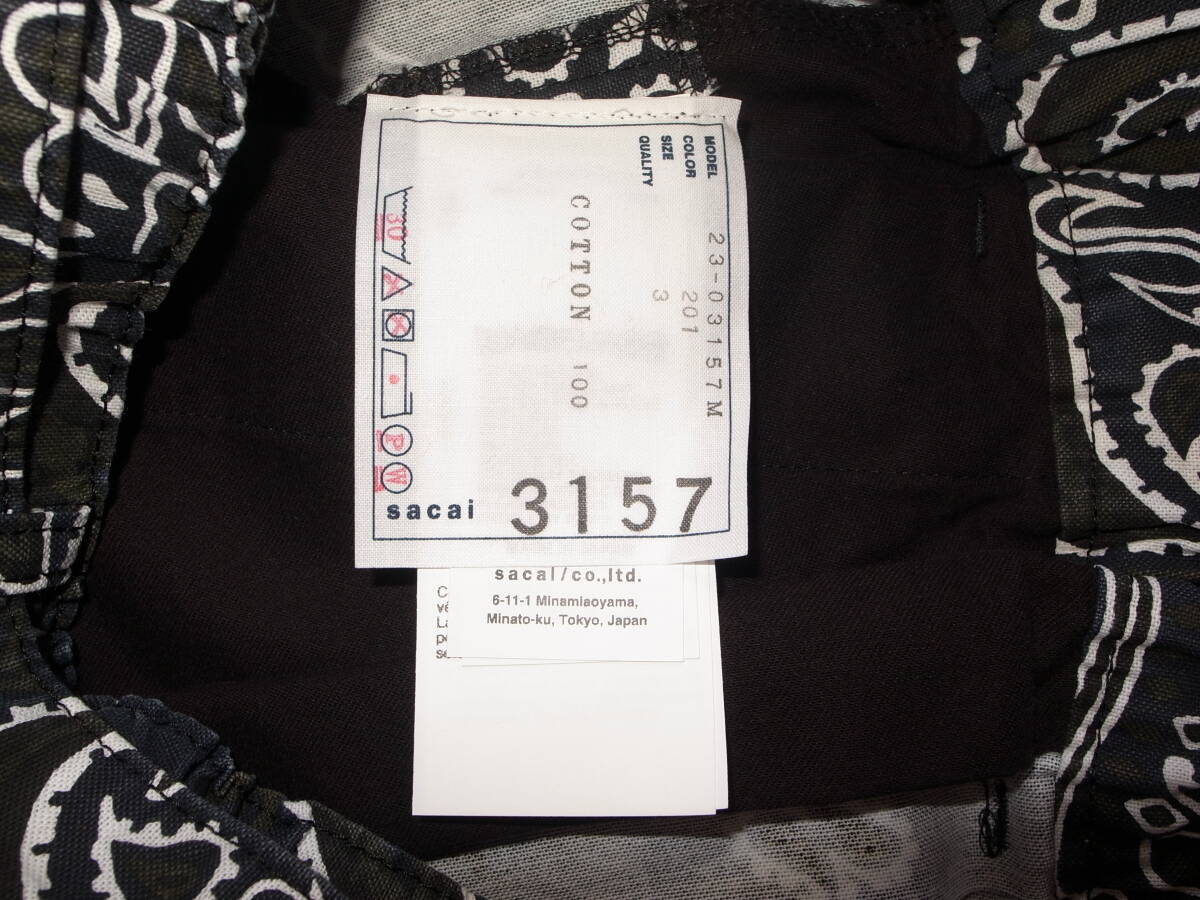 MODEL 23-03157M
COLOR 201
SIZE 3
QUALITY
COTTON 100
30
P
W
sacai 3157
sacai/co.,ltd.
6-11-1 Minamiaoyama,
Minato-ku, Tokyo, Japan